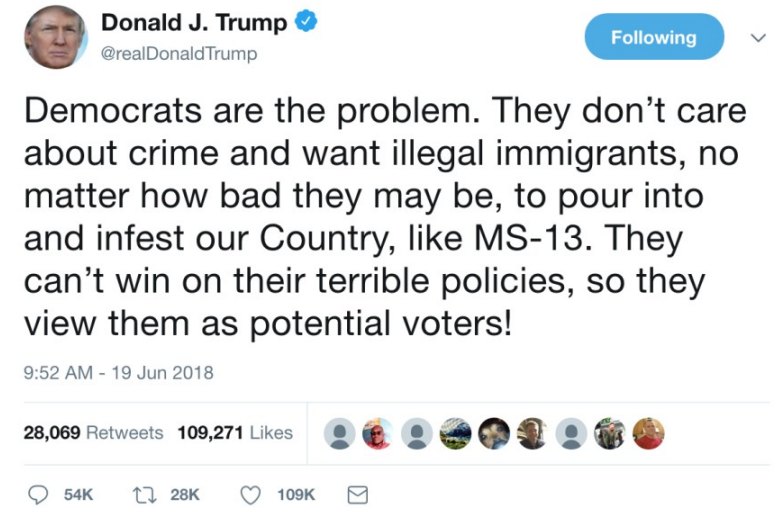 Donald J. Trump
Following
@realDonaldTrump
Democrats are the problem. They don’t care
about crime and want illegal immigrants, no
matter how bad they may be, to pour into
and infest our Country, like MS-13. They
can’t win on their terrible policies, so they
view them as potential voters!
9:52 AM - 19 Jun 2018
28,069 Retweets 109,271 Likes
54K 28K 109K